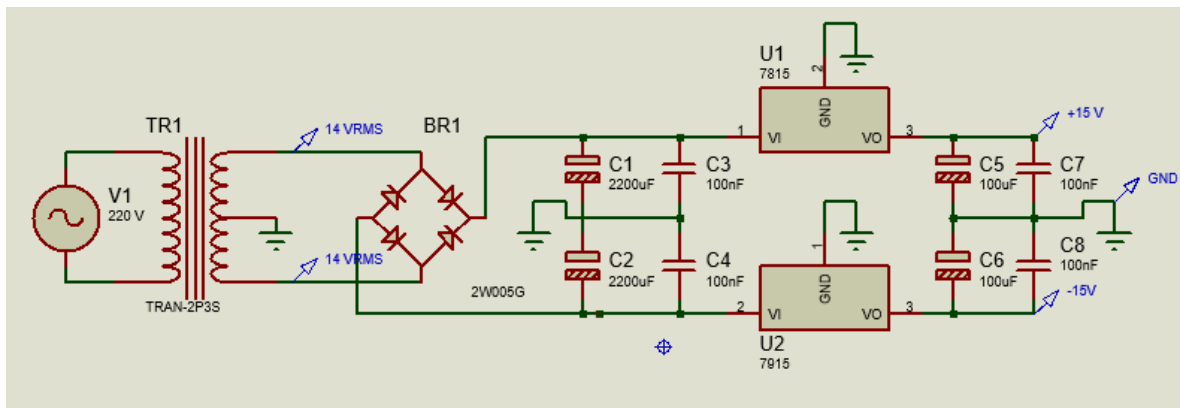 TR1
V1
220 V
TRAN-2P3S
14 VRMS
14 VRMS
BR1
2W005G
C1
2200uF
C3
100nF
C2
2200uF
C4
100nF
U1
7815
1
VI
2
GND
VO
3
U2
7915
2
VI
1
GND
VO
3
C5
100uF
C7
100nF
C6
100uF
C8
100nF
+15 V
GND
-15V